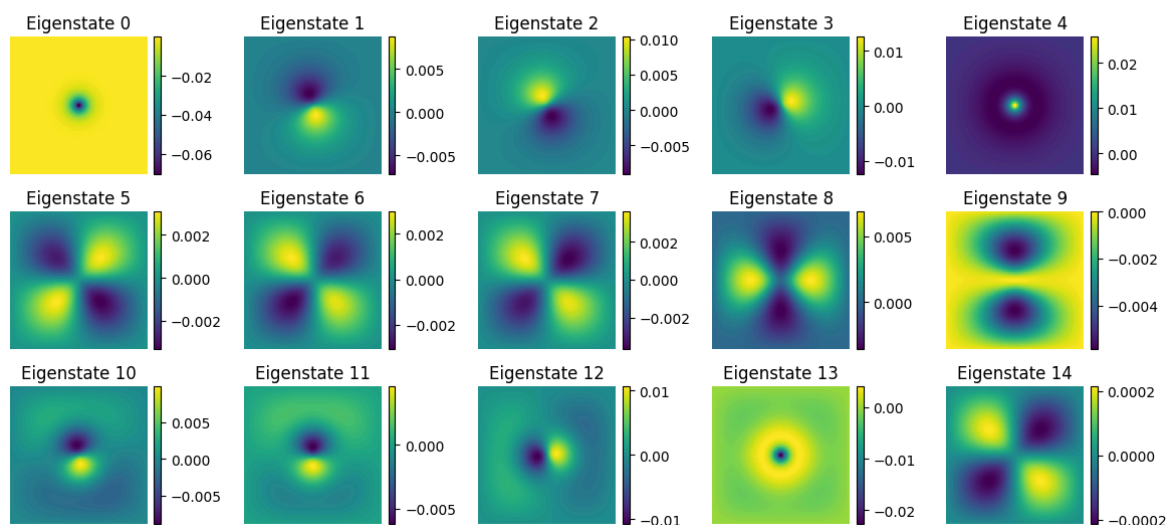 Eigenstate 0
−0.02
−0.04
−0.06
Eigenstate 1
0.005
0.000
−0.005
Eigenstate 2
0.010
0.005
0.000
−0.005
Eigenstate 3
0.01
0.00
−0.01
Eigenstate 4
0.02
0.01
0.00
Eigenstate 5
0.002
0.000
−0.002
Eigenstate 6
0.002
0.000
−0.002
Eigenstate 7
0.002
0.000
−0.002
Eigenstate 8
0.005
0.000
Eigenstate 9
0.000
−0.002
−0.004
Eigenstate 10
0.005
0.000
−0.005
Eigenstate 11
0.000
−0.005
Eigenstate 12
0.01
0.00
−0.01
Eigenstate 13
0.00
−0.01
−0.02
Eigenstate 14
0.0002
0.0000
−0.0002